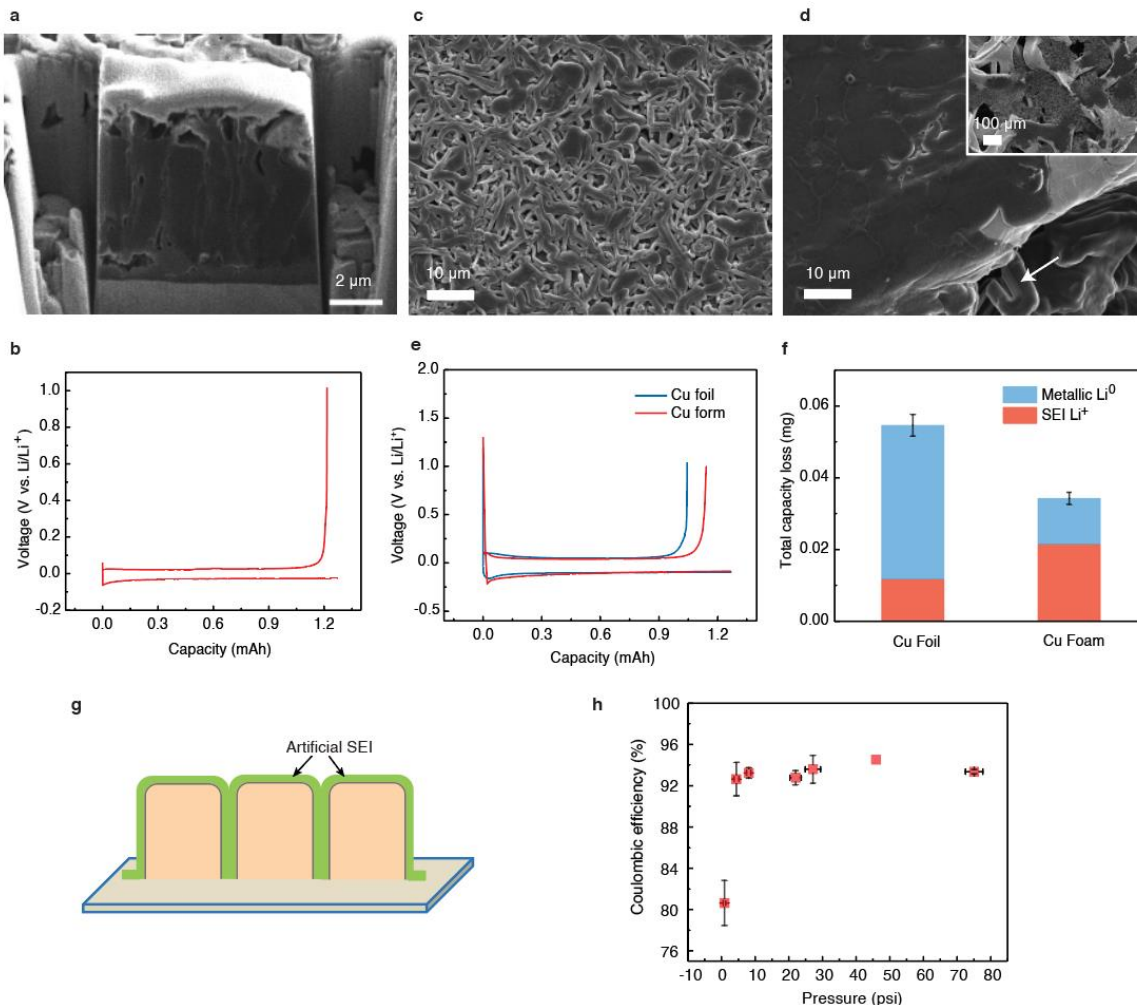 a
2 μm
c
10 μm
d
100 μm
10 μm
b
Voltage (V vs. Li/Li+)
1.0
0.8
0.6
0.4
0.2
0.0
-0.2
0.0 0.3 0.6 0.9 1.2
Capacity (mAh)
e
Voltage (V vs. Li/Li+)
2.0
1.5
1.0
0.5
0.0
-0.5
Cu foil
Cu form
0.0 0.3 0.6 0.9 1.2
Capacity (mAh)
f
Total capacity loss (mg)
0.06
0.04
0.02
0.00
Metallic Li0
SEI Li+
Cu Foil Cu Foam
g
Artificial SEI
h
Coulombic efficiency (%)
100
96
92
88
84
80
76
-10 0 10 20 30 40 50 60 70 80
Pressure (psi)